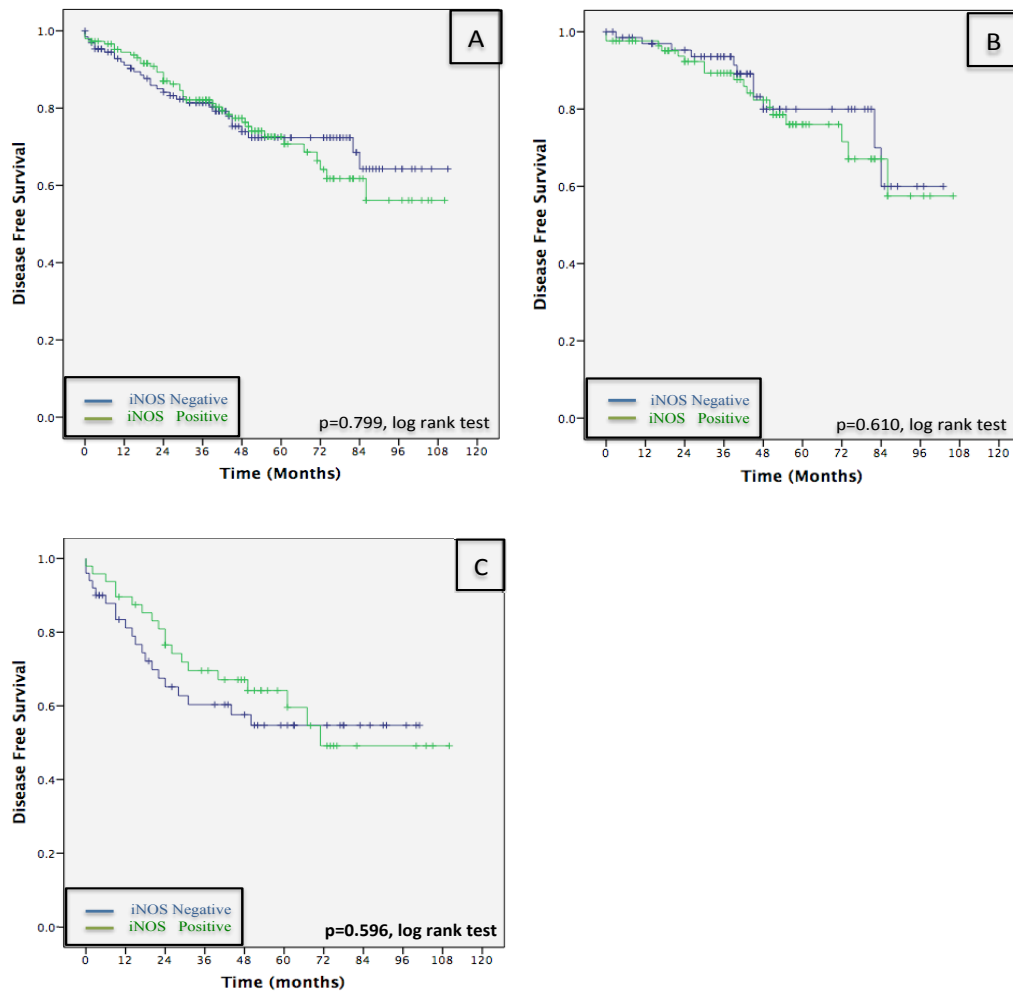 A
Disease Free Survival
1.0
0.8
0.6
0.4
0.2
0.0
iNOS Negative
iNOS Positive
p=0.799, log rank test
0 12 24 36 48 60 72 84 96 108 120
Time (Months)
B
Disease Free Survival
1.0
0.8
0.6
0.4
0.2
0.0
iNOS Negative
iNOS Positive
p=0.610, log rank test
0 12 24 36 48 60 72 84 96 108 120
Time (Months)
C
Disease Free Survival
1.0
0.8
0.6
0.4
0.2
0.0
iNOS Negative
iNOS Positive
p=0.596, log rank test
0 12 24 36 48 60 72 84 96 108 120
Time (months)